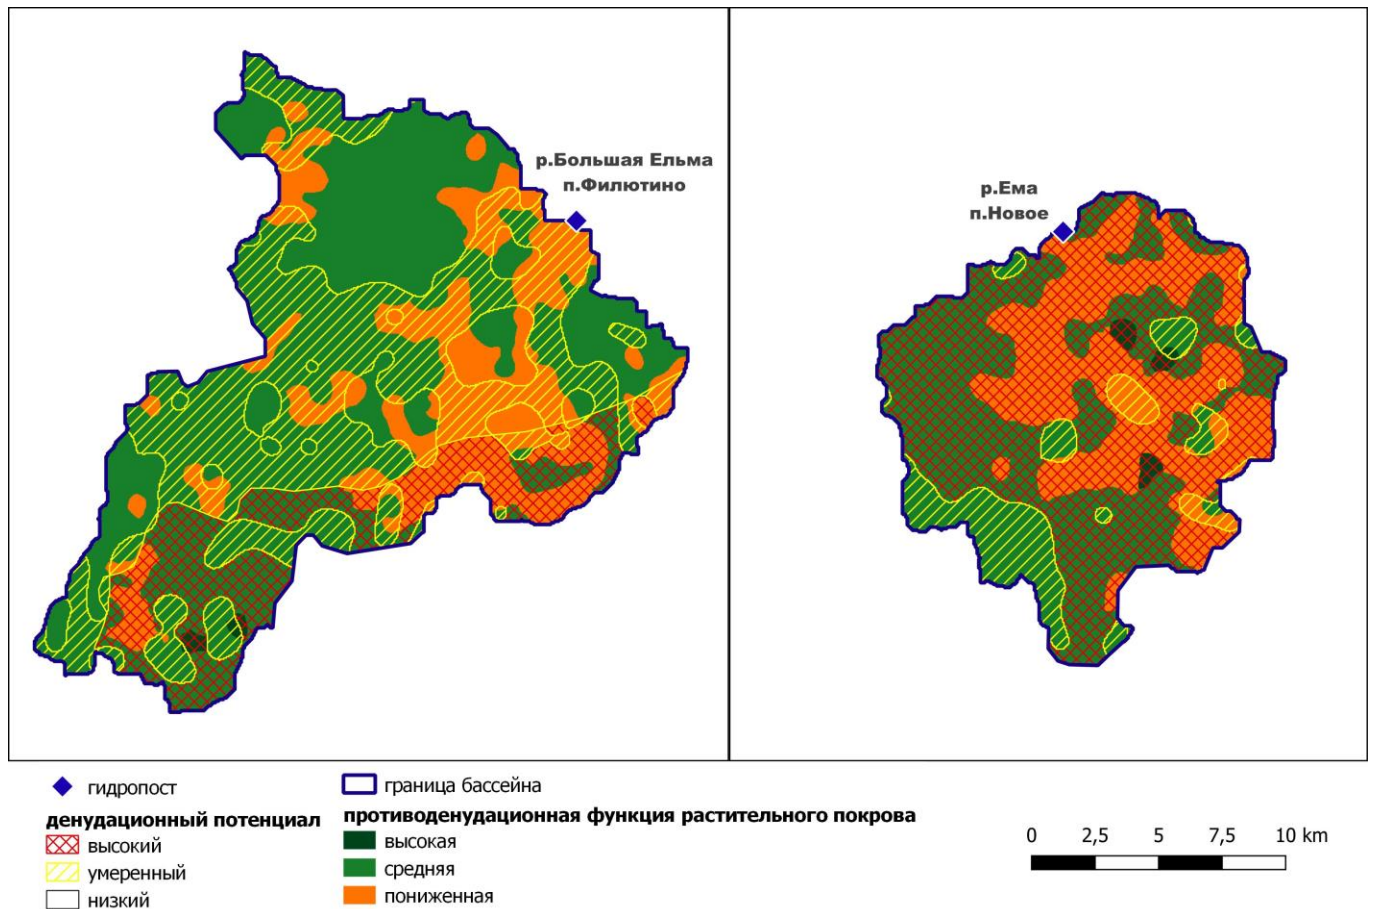 р.Большая Ельма
п.Филютино
р.Ема
п.Новое
гидропост
граница бассейна
денудационный потенциал
противоденудационная функция растительного покрова
высокий
высокая
умеренный
средняя
низкий
пониженная
0 2,5 5 7,5 10 km